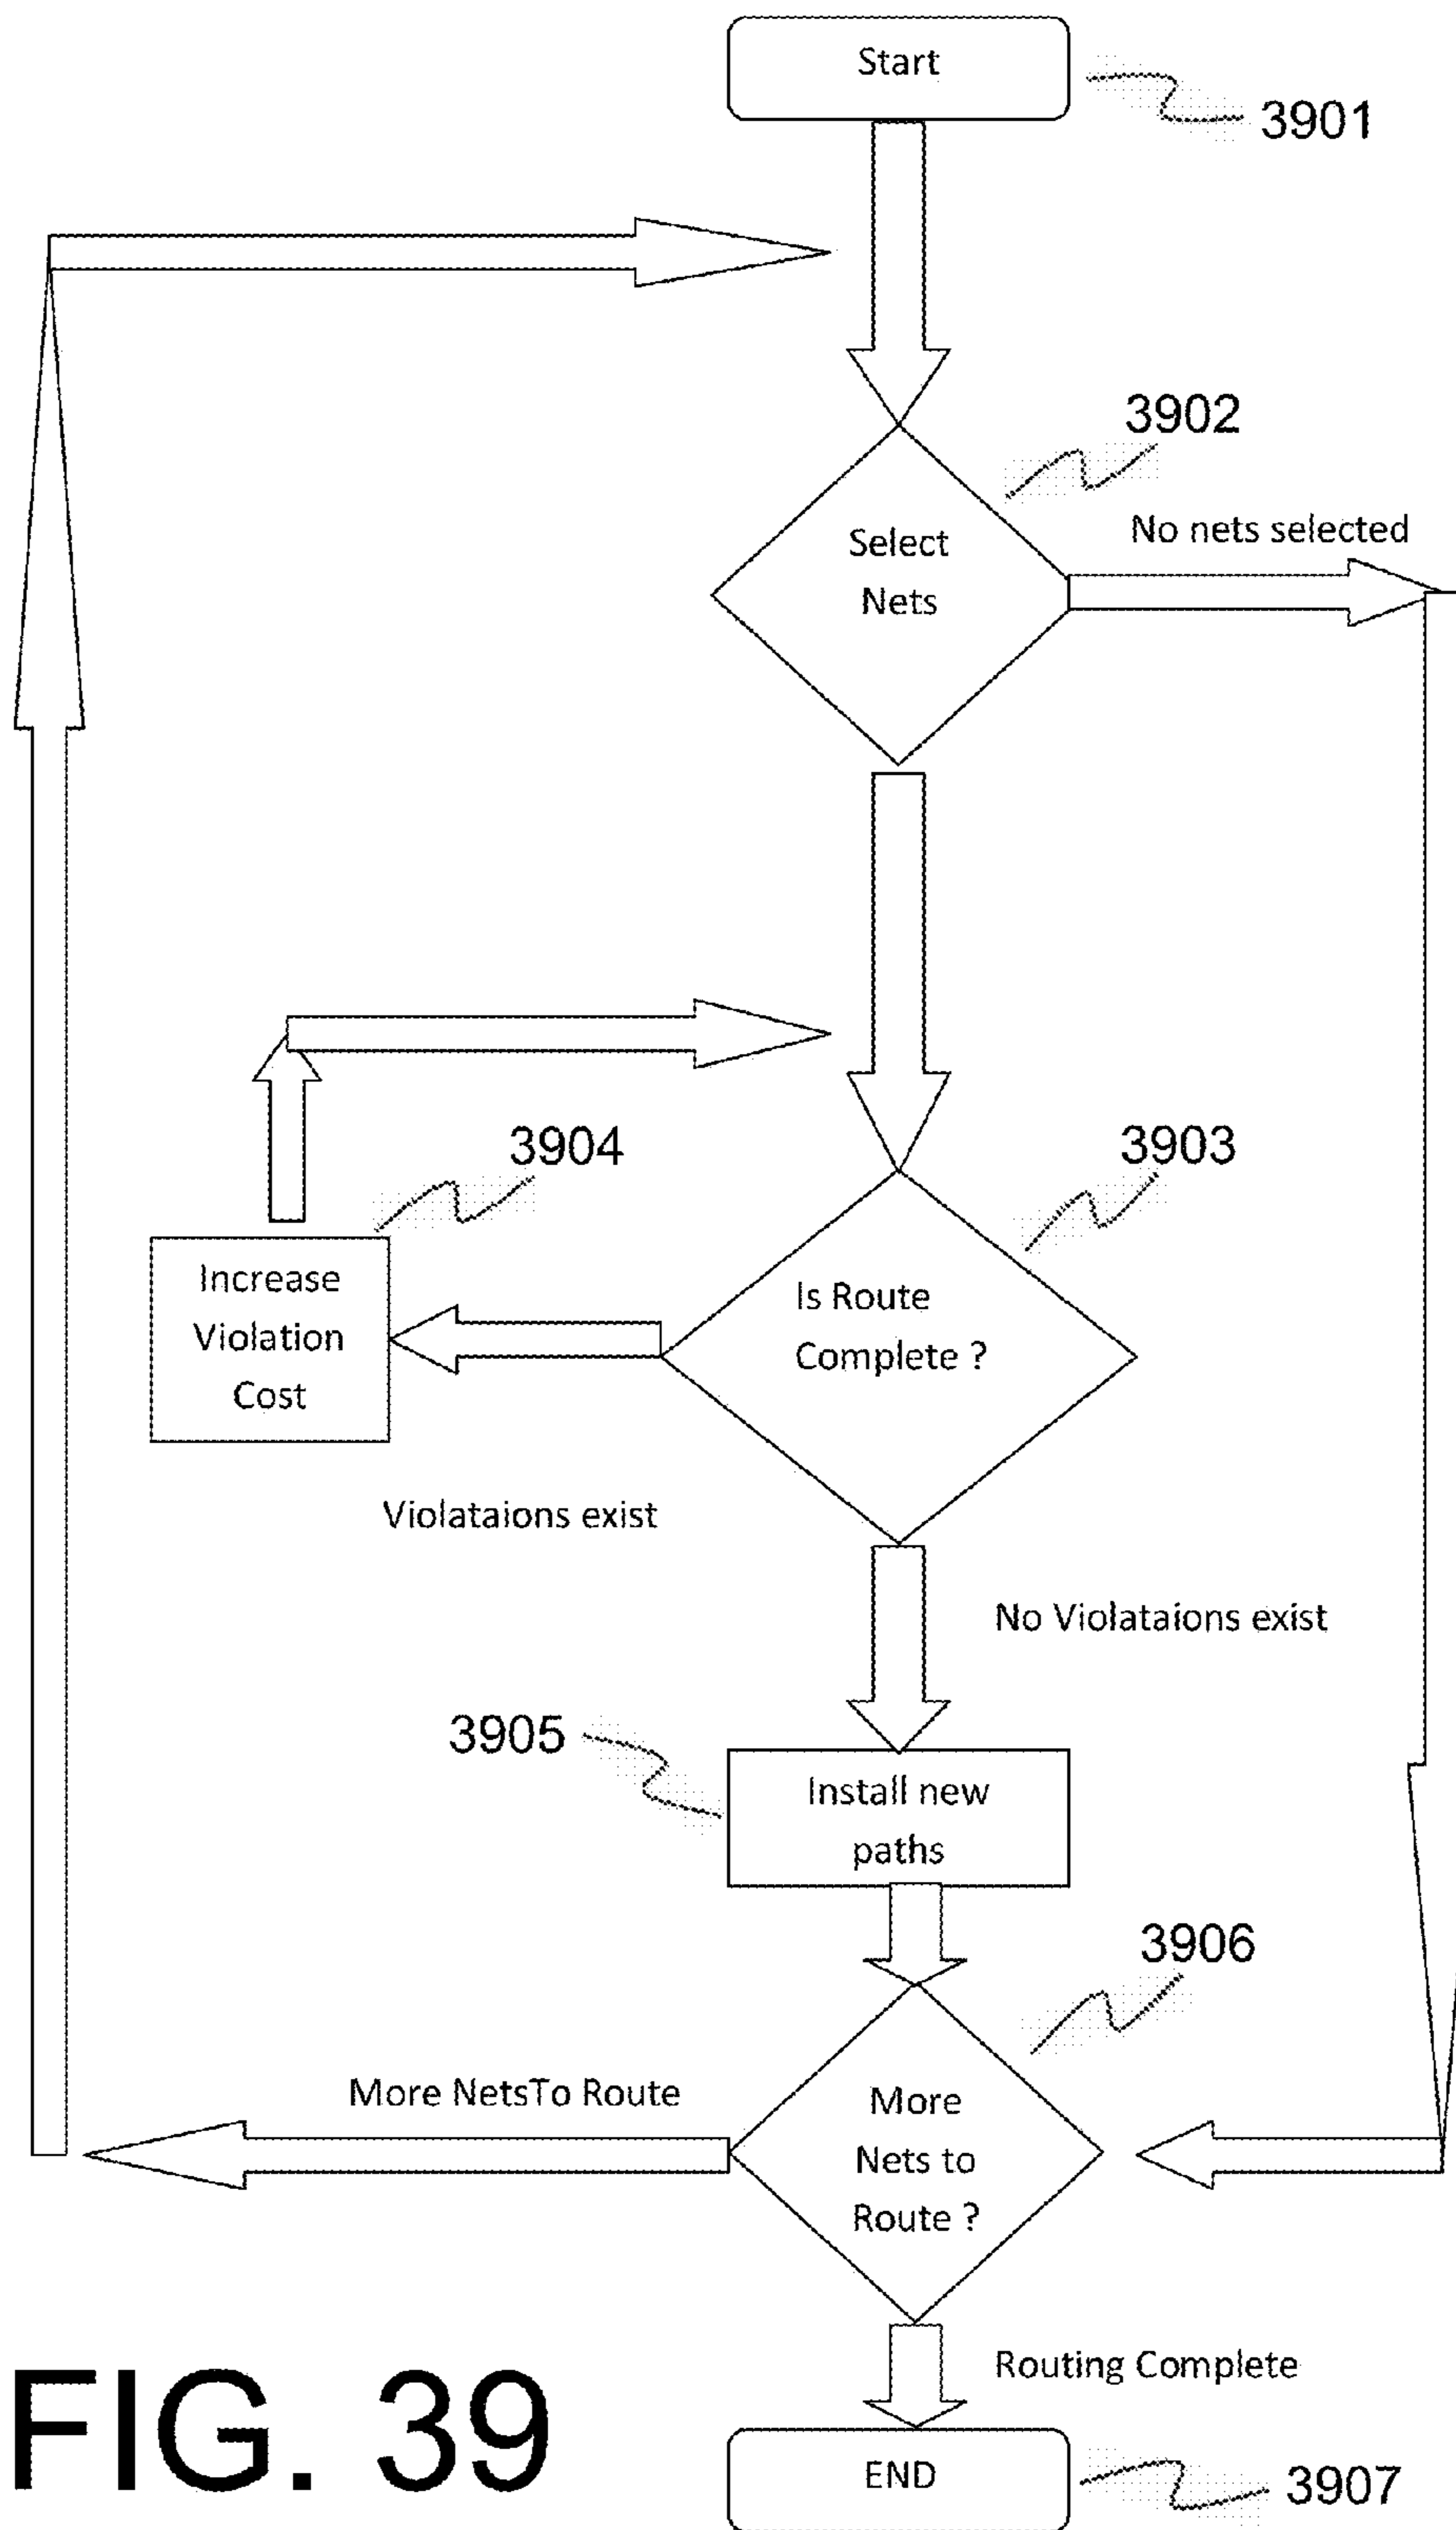 Start
3901
3902
No nets selected
Select
Nets
3904
3903
Increase
Violation
Cost
Is Route
Complete ?
Violataions exist
No Violataions exist
3905
Install new
paths
3906
More NetsTo Route
More
Nets to
Route ?
Routing Complete
FIG. 39
END
3907